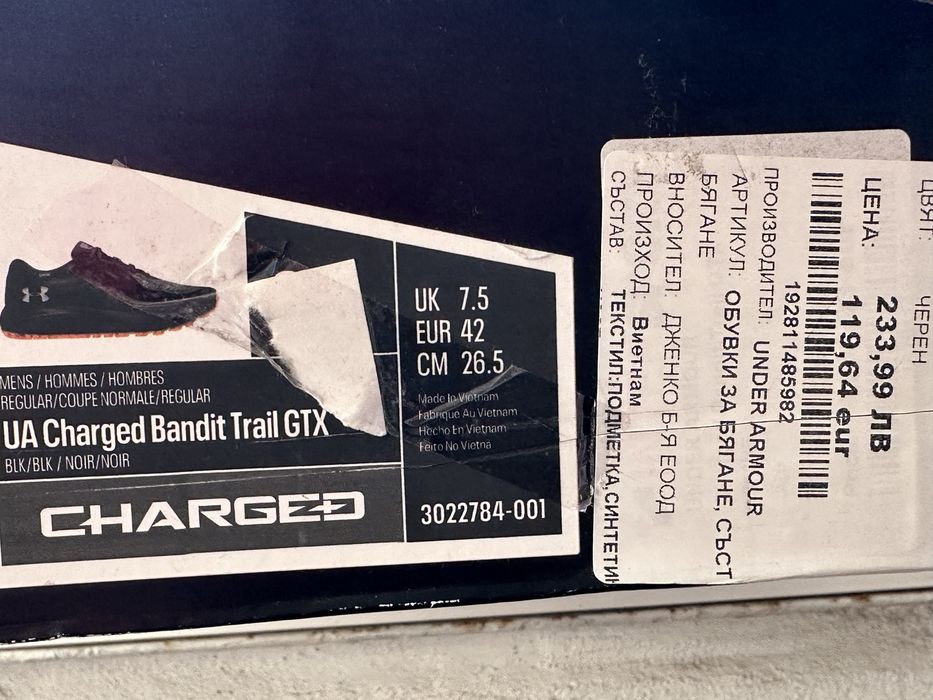 UK 7.5
EUR 42
CM 26.5
Made In Vietnam
Fabriqué Au Vietnam
Hecho En Vietnam
Feito No Vietnã
3022784-001
MENS / HOMMES / HOMBRES
REGULAR/COUPE NORMALE/REGULAR
UA Charged Bandit Trail GTX
BLK/BLK / NOIR/NOIR
CHARGED
ЦВЯТ: ЧЕРЕН
ЦЕНА: 233,99 ЛВ
119,64 eur
192811485982
ПРОИЗВОДИТЕЛ: UNDER ARMOUR
АРТИКУЛ: ОБУВКИ ЗА БЯГАНЕ, СЪСТ
БЯГАНЕ
ВНОСИТЕЛ: ДЖЕНКО Б-Я ЕООД
ПРОИЗХОД: Виетнам
СЪСТАВ: ТЕКСТИЛ:ПОДМЕТКА,СИНТЕТИ